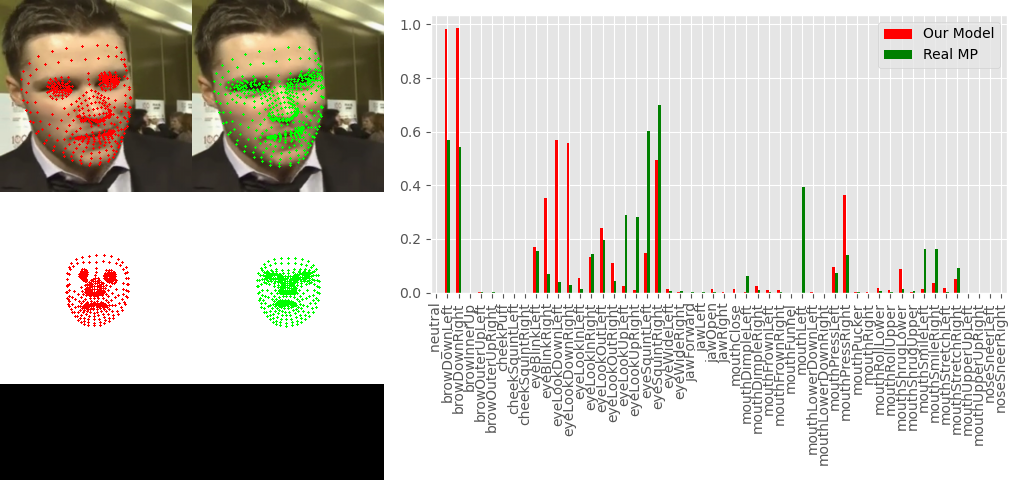 Our Model
Real MP
1.0
0.8
0.6
0.4
0.2
0.0
neutral
browDownLeft
browDownRight
browInnerUp
browOuterUpLeft
browOuterUpRight
cheekPuff
cheekSquintLeft
cheekSquintRight
eyeBlinkLeft
eyeBlinkRight
eyeLookDownLeft
eyeLookDownRight
eyeLookInLeft
eyeLookInRight
eyeLookOutLeft
eyeLookOutRight
eyeLookUpLeft
eyeLookUpRight
eyeSquintLeft
eyeSquintRight
eyeWideLeft
eyeWideRight
jawForward
jawLeft
jawOpen
jawRight
mouthClose
mouthDimpleLeft
mouthDimpleRight
mouthFrownLeft
mouthFrownRight
mouthFunnel
mouthLeft
mouthLowerDownLeft
mouthLowerDownRight
mouthPressLeft
mouthPressRight
mouthPucker
mouthRight
mouthRollLower
mouthRollUpper
mouthShrugLower
mouthShrugUpper
mouthSmileLeft
mouthSmileRight
mouthStretchLeft
mouthStretchRight
mouthUpperUpLeft
mouthUpperUpRight
noseSneerLeft
noseSneerRight